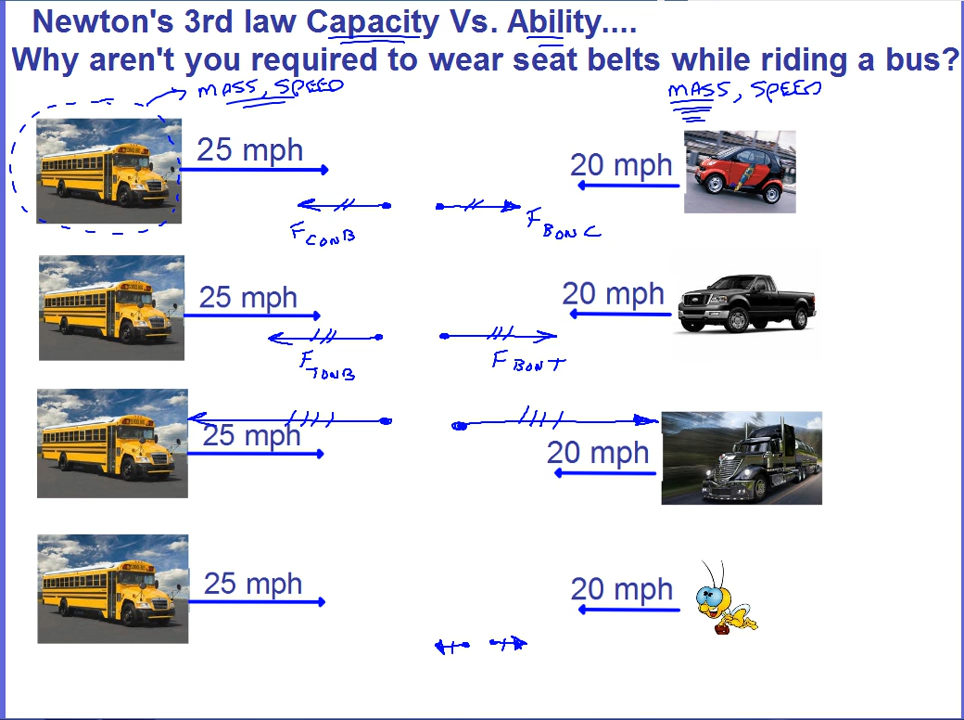 Newton's 3rd law Capacity Vs. Ability....
Why aren't you required to wear seat belts while riding a bus?
MASS, SPEED
MASS, SPEED
25 mph
20 mph
F C ON B
F B ON C
25 mph
20 mph
F T ON B
F B ON T
25 mph
20 mph
25 mph
20 mph